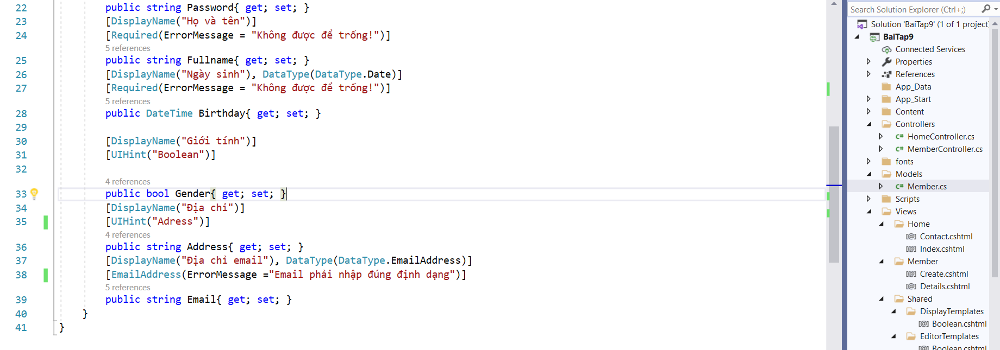 22 public string Password{ get; set; }
23 [DisplayName("Họ và tên")]
24 [Required(ErrorMessage = "Không được để trống!")]
5 references
25 public string Fullname{ get; set; }
26 [DisplayName("Ngày sinh"), DataType(DataType.Date)]
27 [Required(ErrorMessage = "Không được để trống!")]
5 references
28 public DateTime Birthday{ get; set; }
29
30 [DisplayName("Giới tính")]
31 [UIHint("Boolean")]
32
4 references
33 public bool Gender{ get; set; }
34 [DisplayName("Địa chỉ")]
35 [UIHint("Adress")]
4 references
36 public string Address{ get; set; }
37 [DisplayName("Địa chỉ email"), DataType(DataType.EmailAddress)]
38 [EmailAddress(ErrorMessage ="Email phải nhập đúng định dạng")]
5 references
39 public string Email{ get; set; }
40 }
41 }
Search Solution Explorer (Ctrl+;)
Solution 'BaiTap9' (1 of 1 project)
BaiTap9
Connected Services
Properties
References
App_Data
App_Start
Content
Controllers
C# HomeController.cs
C# MemberController.cs
fonts
Models
C# Member.cs
Scripts
Views
Home
[@] Contact.cshtml
[@] Index.cshtml
Member
[@] Create.cshtml
[@] Details.cshtml
Shared
DisplayTemplates
[@] Boolean.cshtml
EditorTemplates
[@] Boolean.cshtml